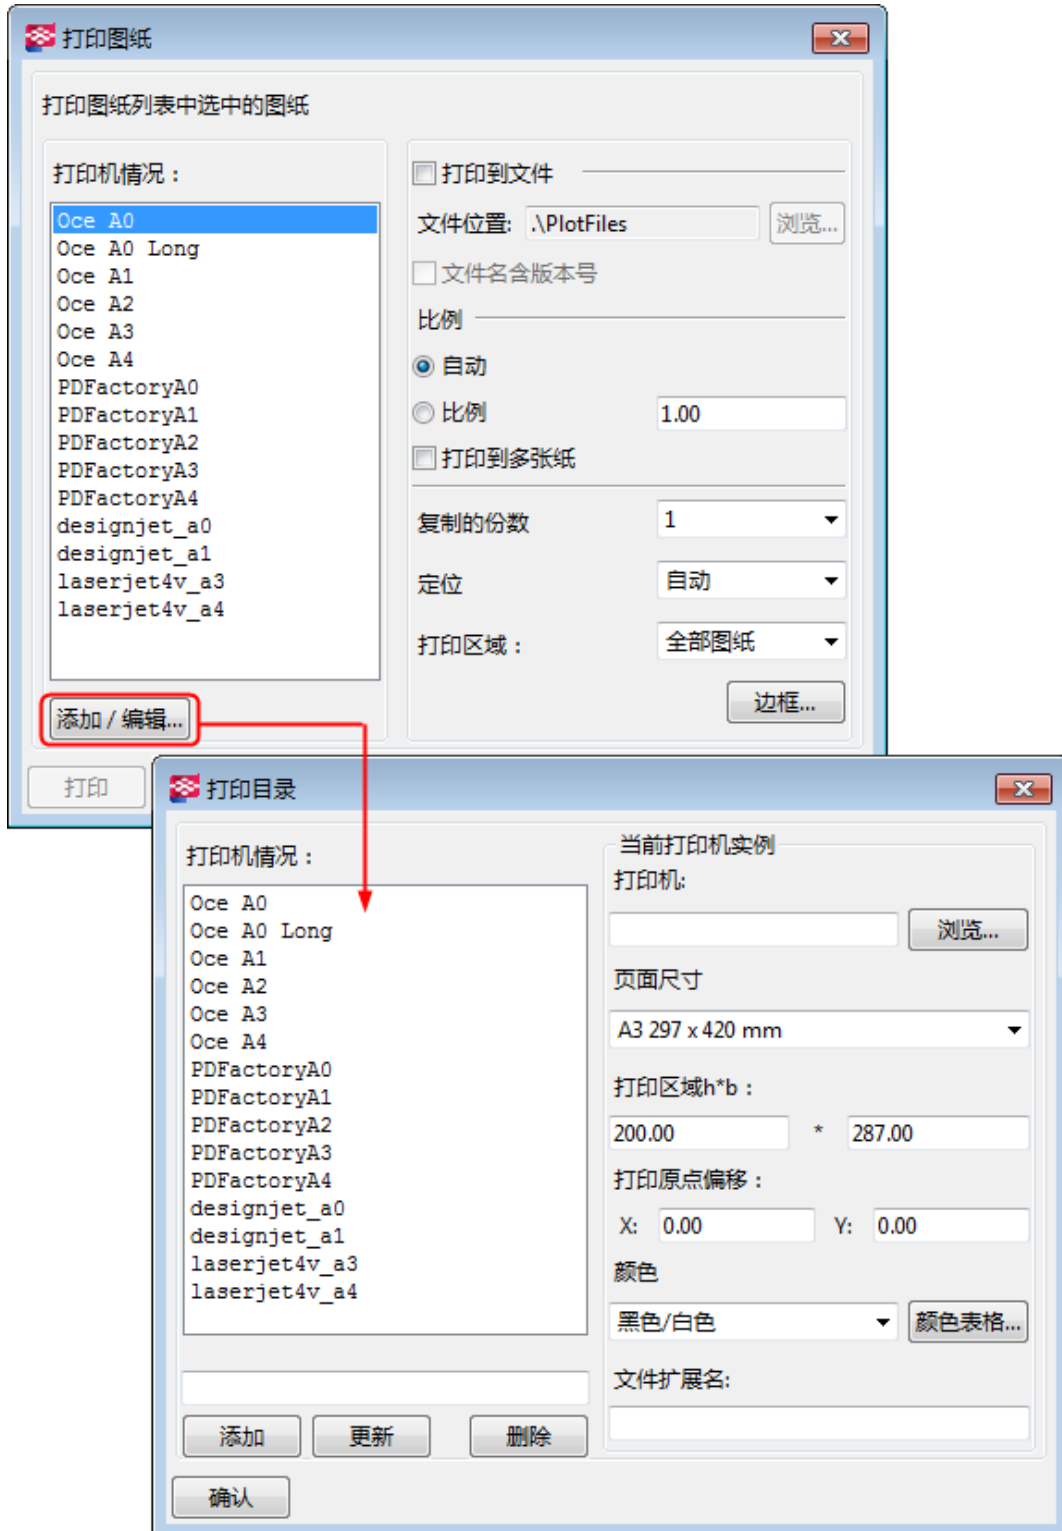 打印图纸
打印图纸列表中选中的图纸
打印机情况：
Oce A0
Oce A0 Long
Oce A1
Oce A2
Oce A3
Oce A4
PDFactoryA0
PDFactoryA1
PDFactoryA2
PDFactoryA3
PDFactoryA4
designjet_a0
designjet_a1
laserjet4v_a3
laserjet4v_a4
添加 / 编辑...
打印到文件
文件位置: .\PlotFiles 浏览...
文件名含版本号
比例
自动
比例 1.00
打印到多张纸
复制的份数 1
定位 自动
打印区域： 全部图纸
边框...
打印
打印目录
打印机情况：
Oce A0
Oce A0 Long
Oce A1
Oce A2
Oce A3
Oce A4
PDFactoryA0
PDFactoryA1
PDFactoryA2
PDFactoryA3
PDFactoryA4
designjet_a0
designjet_a1
laserjet4v_a3
laserjet4v_a4
添加 更新 删除
当前打印机实例
打印机:
浏览...
页面尺寸
A3 297 x 420 mm
打印区域h*b：
200.00 * 287.00
打印原点偏移：
X: 0.00 Y: 0.00
颜色
黑色/白色 颜色表格...
文件扩展名:
确认